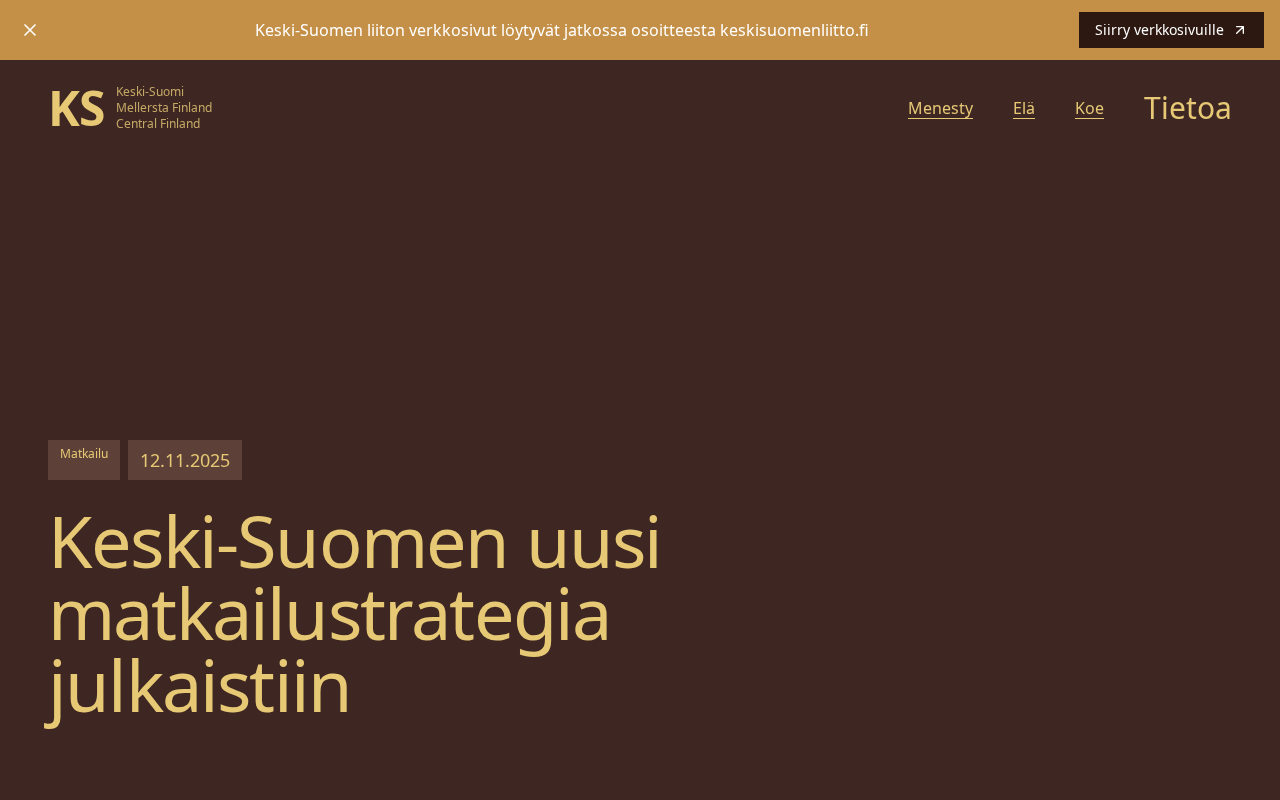 Keski-Suomen liiton verkkosivut löytyvät jatkossa osoitteesta keskisuomenliitto.fi
Siirry verkkosivuille
KS
Keski-Suomi
Mellersta Finland
Central Finland
Menesty
Elä
Koe
Tietoa
Matkailu
12.11.2025
Keski-Suomen uusi
matkailustrategia
julkaistiin